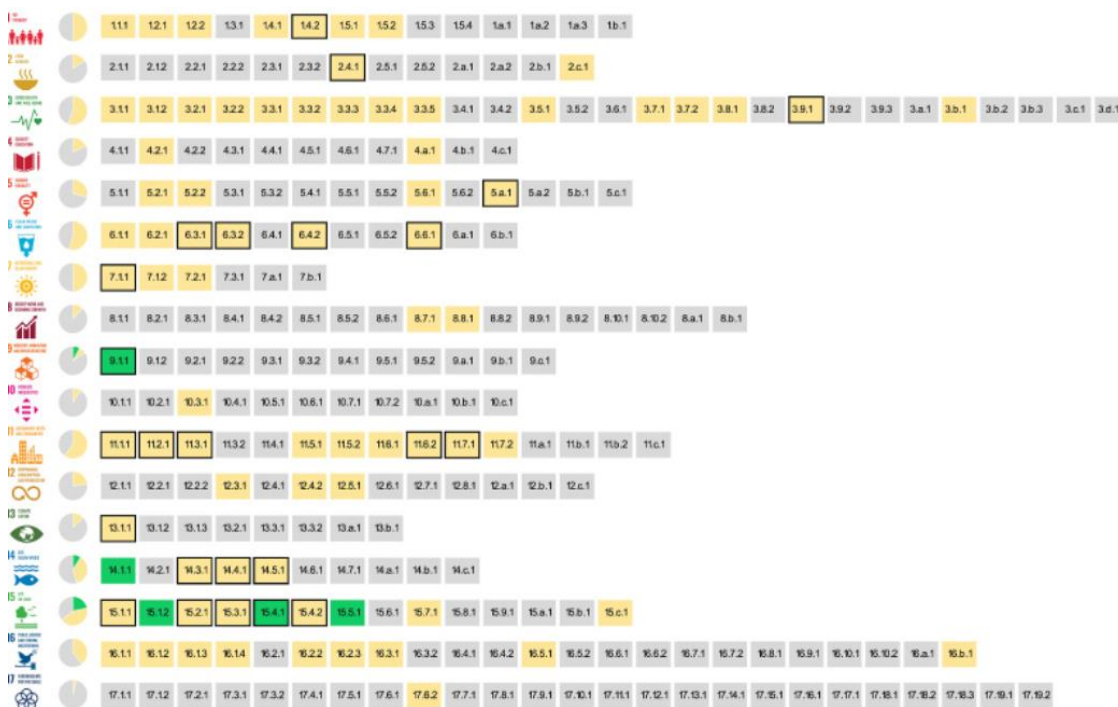 1.1.1 1.2.1 1.2.2 1.3.1 1.4.1 1.4.2 1.5.1 1.5.2 1.5.3 1.5.4 1.a.1 1.a.2 1.a.3 1.b.1
2 2.1.1 2.1.2 2.2.1 2.2.2 2.3.1 2.3.2 2.4.1 2.5.1 2.5.2 2.a.1 2.a.2 2.b.1 2.c.1
3 3.1.1 3.1.2 3.2.1 3.2.2 3.3.1 3.3.2 3.3.3 3.3.4 3.3.5 3.4.1 3.4.2 3.5.1 3.5.2 3.6.1 3.7.1 3.7.2 3.8.1 3.8.2 3.9.1 3.9.2 3.9.3 3.a.1 3.b.1 3.b.2 3.b.3 3.c.1 3.d.1
4 QUALITY EDUCATION 4.1.1 4.2.1 4.2.2 4.3.1 4.4.1 4.5.1 4.6.1 4.7.1 4.a.1 4.b.1 4.c.1
5 GENDER EQUALITY 5.1.1 5.2.1 5.2.2 5.3.1 5.3.2 5.4.1 5.5.1 5.5.2 5.6.1 5.6.2 5.a.1 5.a.2 5.b.1 5.c.1
6 6.1.1 6.2.1 6.3.1 6.3.2 6.4.1 6.4.2 6.5.1 6.5.2 6.6.1 6.a.1 6.b.1
7 7.1.1 7.1.2 7.2.1 7.3.1 7.a.1 7.b.1
8 8.1.1 8.2.1 8.3.1 8.4.1 8.4.2 8.5.1 8.5.2 8.6.1 8.7.1 8.8.1 8.8.2 8.9.1 8.9.2 8.10.1 8.10.2 8.a.1 8.b.1
9 9.1.1 9.1.2 9.2.1 9.2.2 9.3.1 9.3.2 9.4.1 9.5.1 9.5.2 9.a.1 9.b.1 9.c.1
10 10.1.1 10.2.1 10.3.1 10.4.1 10.5.1 10.6.1 10.7.1 10.7.2 10.a.1 10.b.1 10.c.1
11 11.1.1 11.2.1 11.3.1 11.3.2 11.4.1 11.5.1 11.5.2 11.6.1 11.6.2 11.7.1 11.7.2 11.a.1 11.b.1 11.b.2 11.c.1
12 12.1.1 12.2.1 12.2.2 12.3.1 12.4.1 12.4.2 12.5.1 12.6.1 12.7.1 12.8.1 12.a.1 12.b.1 12.c.1
13 13.1.1 13.1.2 13.1.3 13.2.1 13.3.1 13.3.2 13.a.1 13.b.1
14 14.1.1 14.2.1 14.3.1 14.4.1 14.5.1 14.6.1 14.7.1 14.a.1 14.b.1 14.c.1
15 15.1.1 15.1.2 15.2.1 15.3.1 15.4.1 15.4.2 15.5.1 15.6.1 15.7.1 15.8.1 15.9.1 15.a.1 15.b.1 15.c.1
16 16.1.1 16.1.2 16.1.3 16.1.4 16.2.1 16.2.2 16.2.3 16.3.1 16.3.2 16.4.1 16.4.2 16.5.1 16.5.2 16.6.1 16.6.2 16.7.1 16.7.2 16.8.1 16.9.1 16.10.1 16.10.2 16.a.1 16.b.1
17 17.1.1 17.1.2 17.2.1 17.3.1 17.3.2 17.4.1 17.5.1 17.6.1 17.6.2 17.7.1 17.8.1 17.9.1 17.10.1 17.11.1 17.12.1 17.13.1 17.14.1 17.15.1 17.16.1 17.17.1 17.18.1 17.18.2 17.18.3 17.19.1 17.19.2